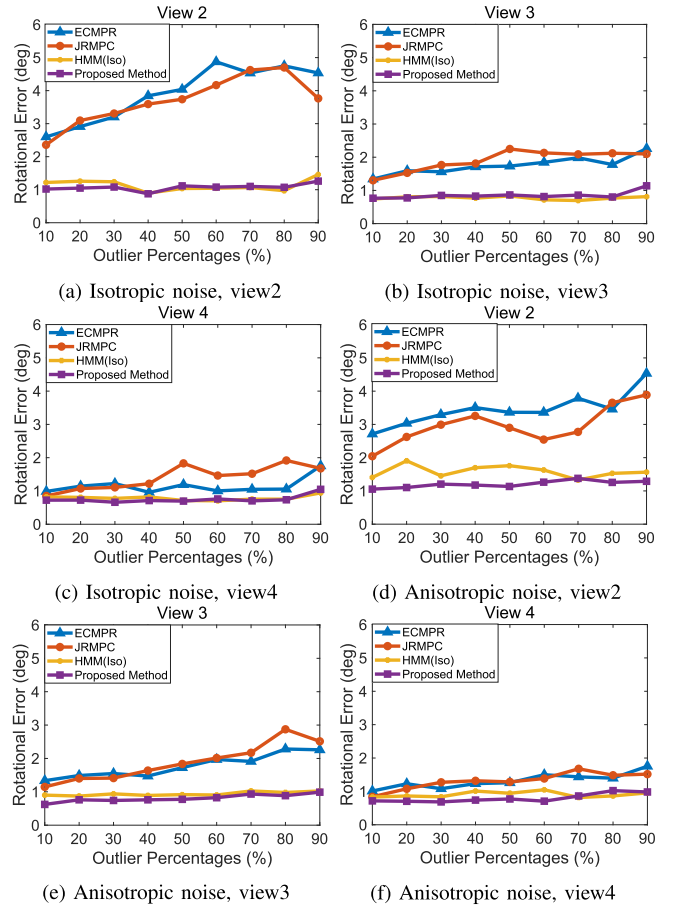 View 2
Rotational Error (deg)
6
5
4
3
2
1
0
ECMPR
JRMPC
HMM(Iso)
Proposed Method
10 20 30 40 50 60 70 80 90
Outlier Percentages (%)
(a) Isotropic noise, view2
View 3
Rotational Error (deg)
6
5
4
3
2
1
0
ECMPR
JRMPC
HMM(Iso)
Proposed Method
10 20 30 40 50 60 70 80 90
Outlier Percentages (%)
(b) Isotropic noise, view3
View 4
Rotational Error (deg)
6
5
4
3
2
1
0
ECMPR
JRMPC
HMM(Iso)
Proposed Method
10 20 30 40 50 60 70 80 90
Outlier Percentages (%)
(c) Isotropic noise, view4
View 2
Rotational Error (deg)
6
5
4
3
2
1
0
ECMPR
JRMPC
HMM(Iso)
Proposed Method
10 20 30 40 50 60 70 80 90
Outlier Percentages (%)
(d) Anisotropic noise, view2
View 3
Rotational Error (deg)
6
5
4
3
2
1
0
ECMPR
JRMPC
HMM(Iso)
Proposed Method
10 20 30 40 50 60 70 80 90
Outlier Percentages (%)
(e) Anisotropic noise, view3
View 4
Rotational Error (deg)
6
5
4
3
2
1
0
ECMPR
JRMPC
HMM(Iso)
Proposed Method
10 20 30 40 50 60 70 80 90
Outlier Percentages (%)
(f) Anisotropic noise, view4